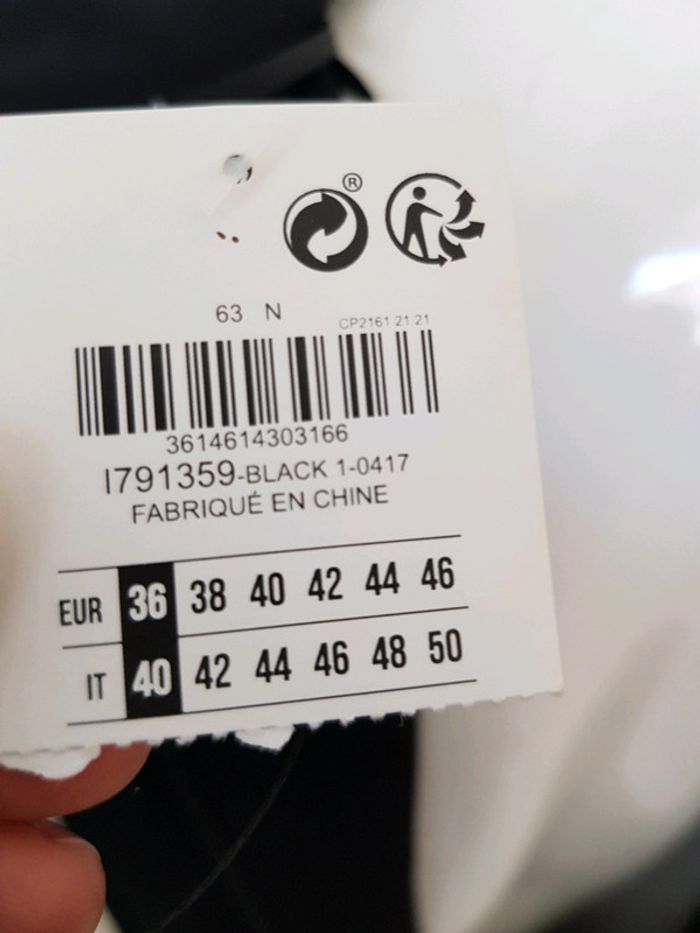 ®
63 N
CP2161 21 21
3614614303166
I791359-BLACK 1-0417
FABRIQUÉ EN CHINE
EUR 36 38 40 42 44 46
IT 40 42 44 46 48 50